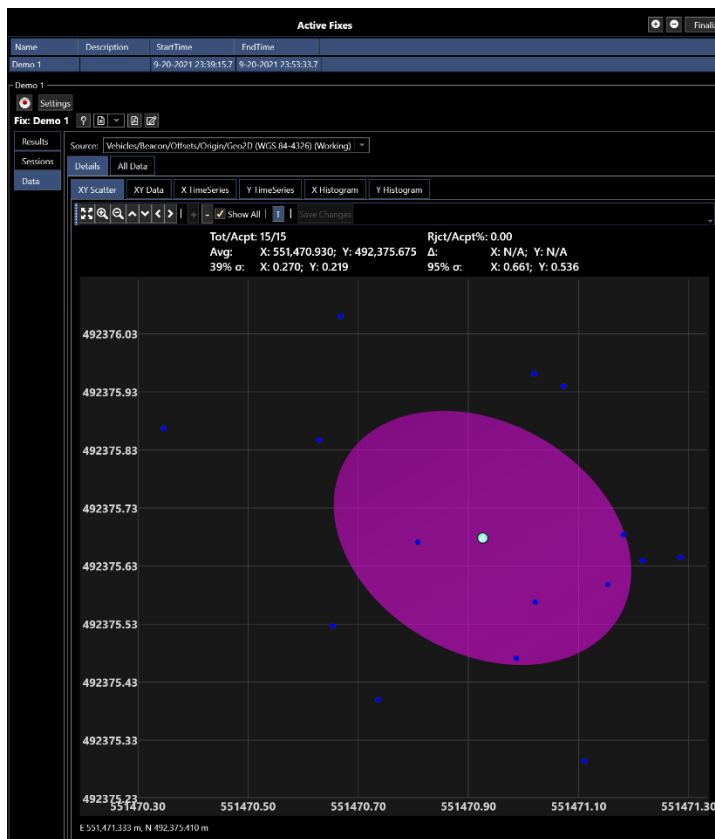 Active Fixes
Finaliz
Name Description StartTime EndTime
Demo 1 9-20-2021 23:39:15.7 9-20-2021 23:53:33.7
Demo 1
Settings
Fix: Demo 1
Results
Sessions
Data
Source: Vehicles/Beacon/Offsets/Origin/Geo2D (WGS 84-4326) (Working)
Details All Data
XY Scatter XY Data X TimeSeries Y TimeSeries X Histogram Y Histogram
+ - Show All T Save Changes
Tot/Acpt: 15/15 Rjct/Acpt%: 0.00
Avg: X: 551,470.930; Y: 492,375.675 Δ: X: N/A; Y: N/A
39% σ: X: 0.270; Y: 0.219 95% σ: X: 0.661; Y: 0.536
492376.03
492375.93
492375.83
492375.73
492375.63
492375.53
492375.43
492375.33
492375.23
551470.30 551470.50 551470.70 551470.90 551471.10 551471.30
E 551,471.333 m, N 492,375.410 m